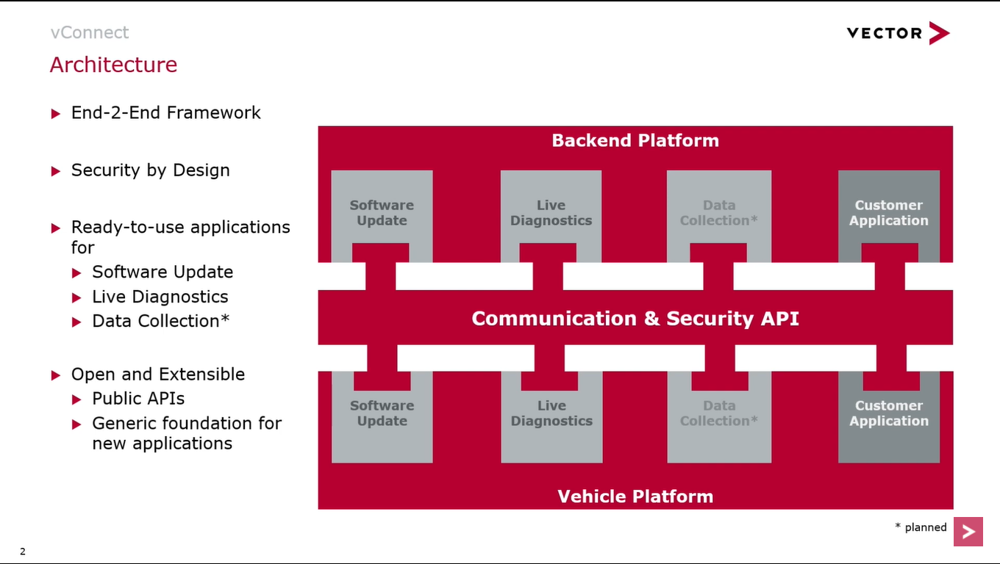 vConnect
VECTOR
Architecture
End-2-End Framework
Security by Design
Ready-to-use applications
for
Software Update
Live Diagnostics
Data Collection*
Open and Extensible
Public APIs
Generic foundation for
new applications
Backend Platform
Software
Update
Live
Diagnostics
Data
Collection*
Customer
Application
Communication & Security API
Software
Update
Live
Diagnostics
Data
Collection*
Customer
Application
Vehicle Platform
* planned
2